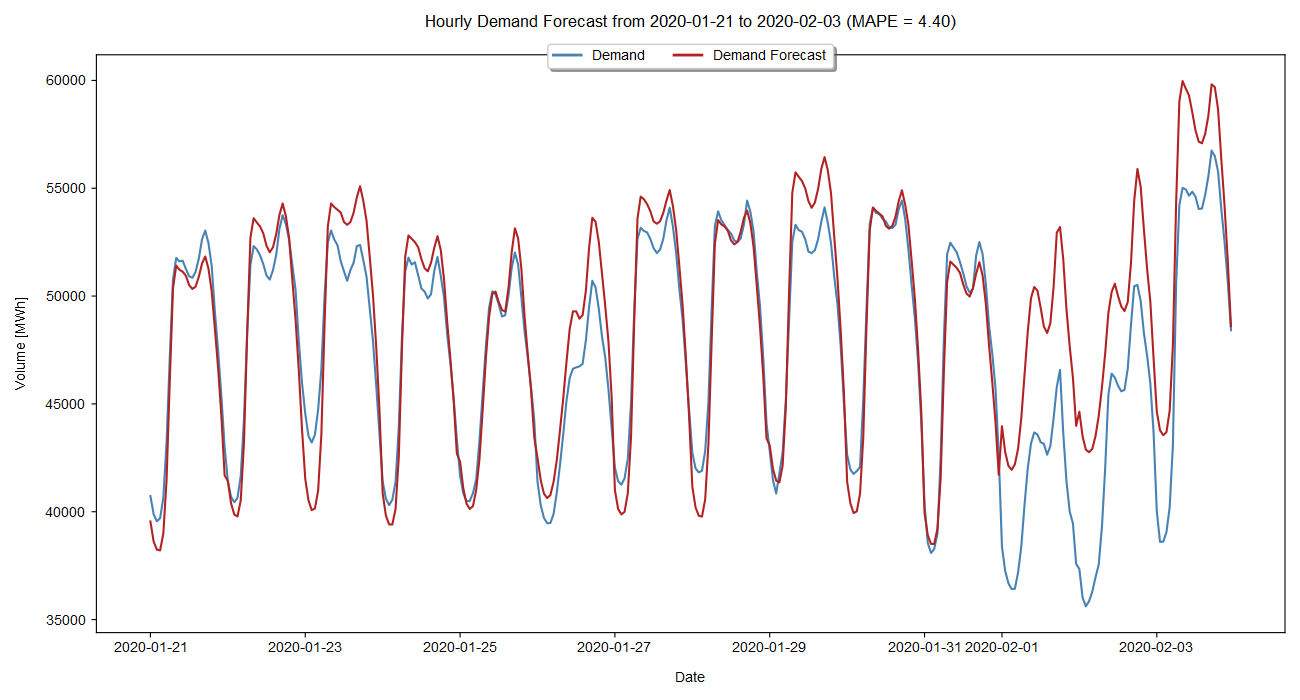 Hourly Demand Forecast from 2020-01-21 to 2020-02-03 (MAPE = 4.40)
Demand Demand Forecast
60000
55000
50000
45000
40000
35000
Volume [MWh]
2020-01-21 2020-01-23 2020-01-25 2020-01-27 2020-01-29 2020-01-31 2020-02-01 2020-02-03
Date